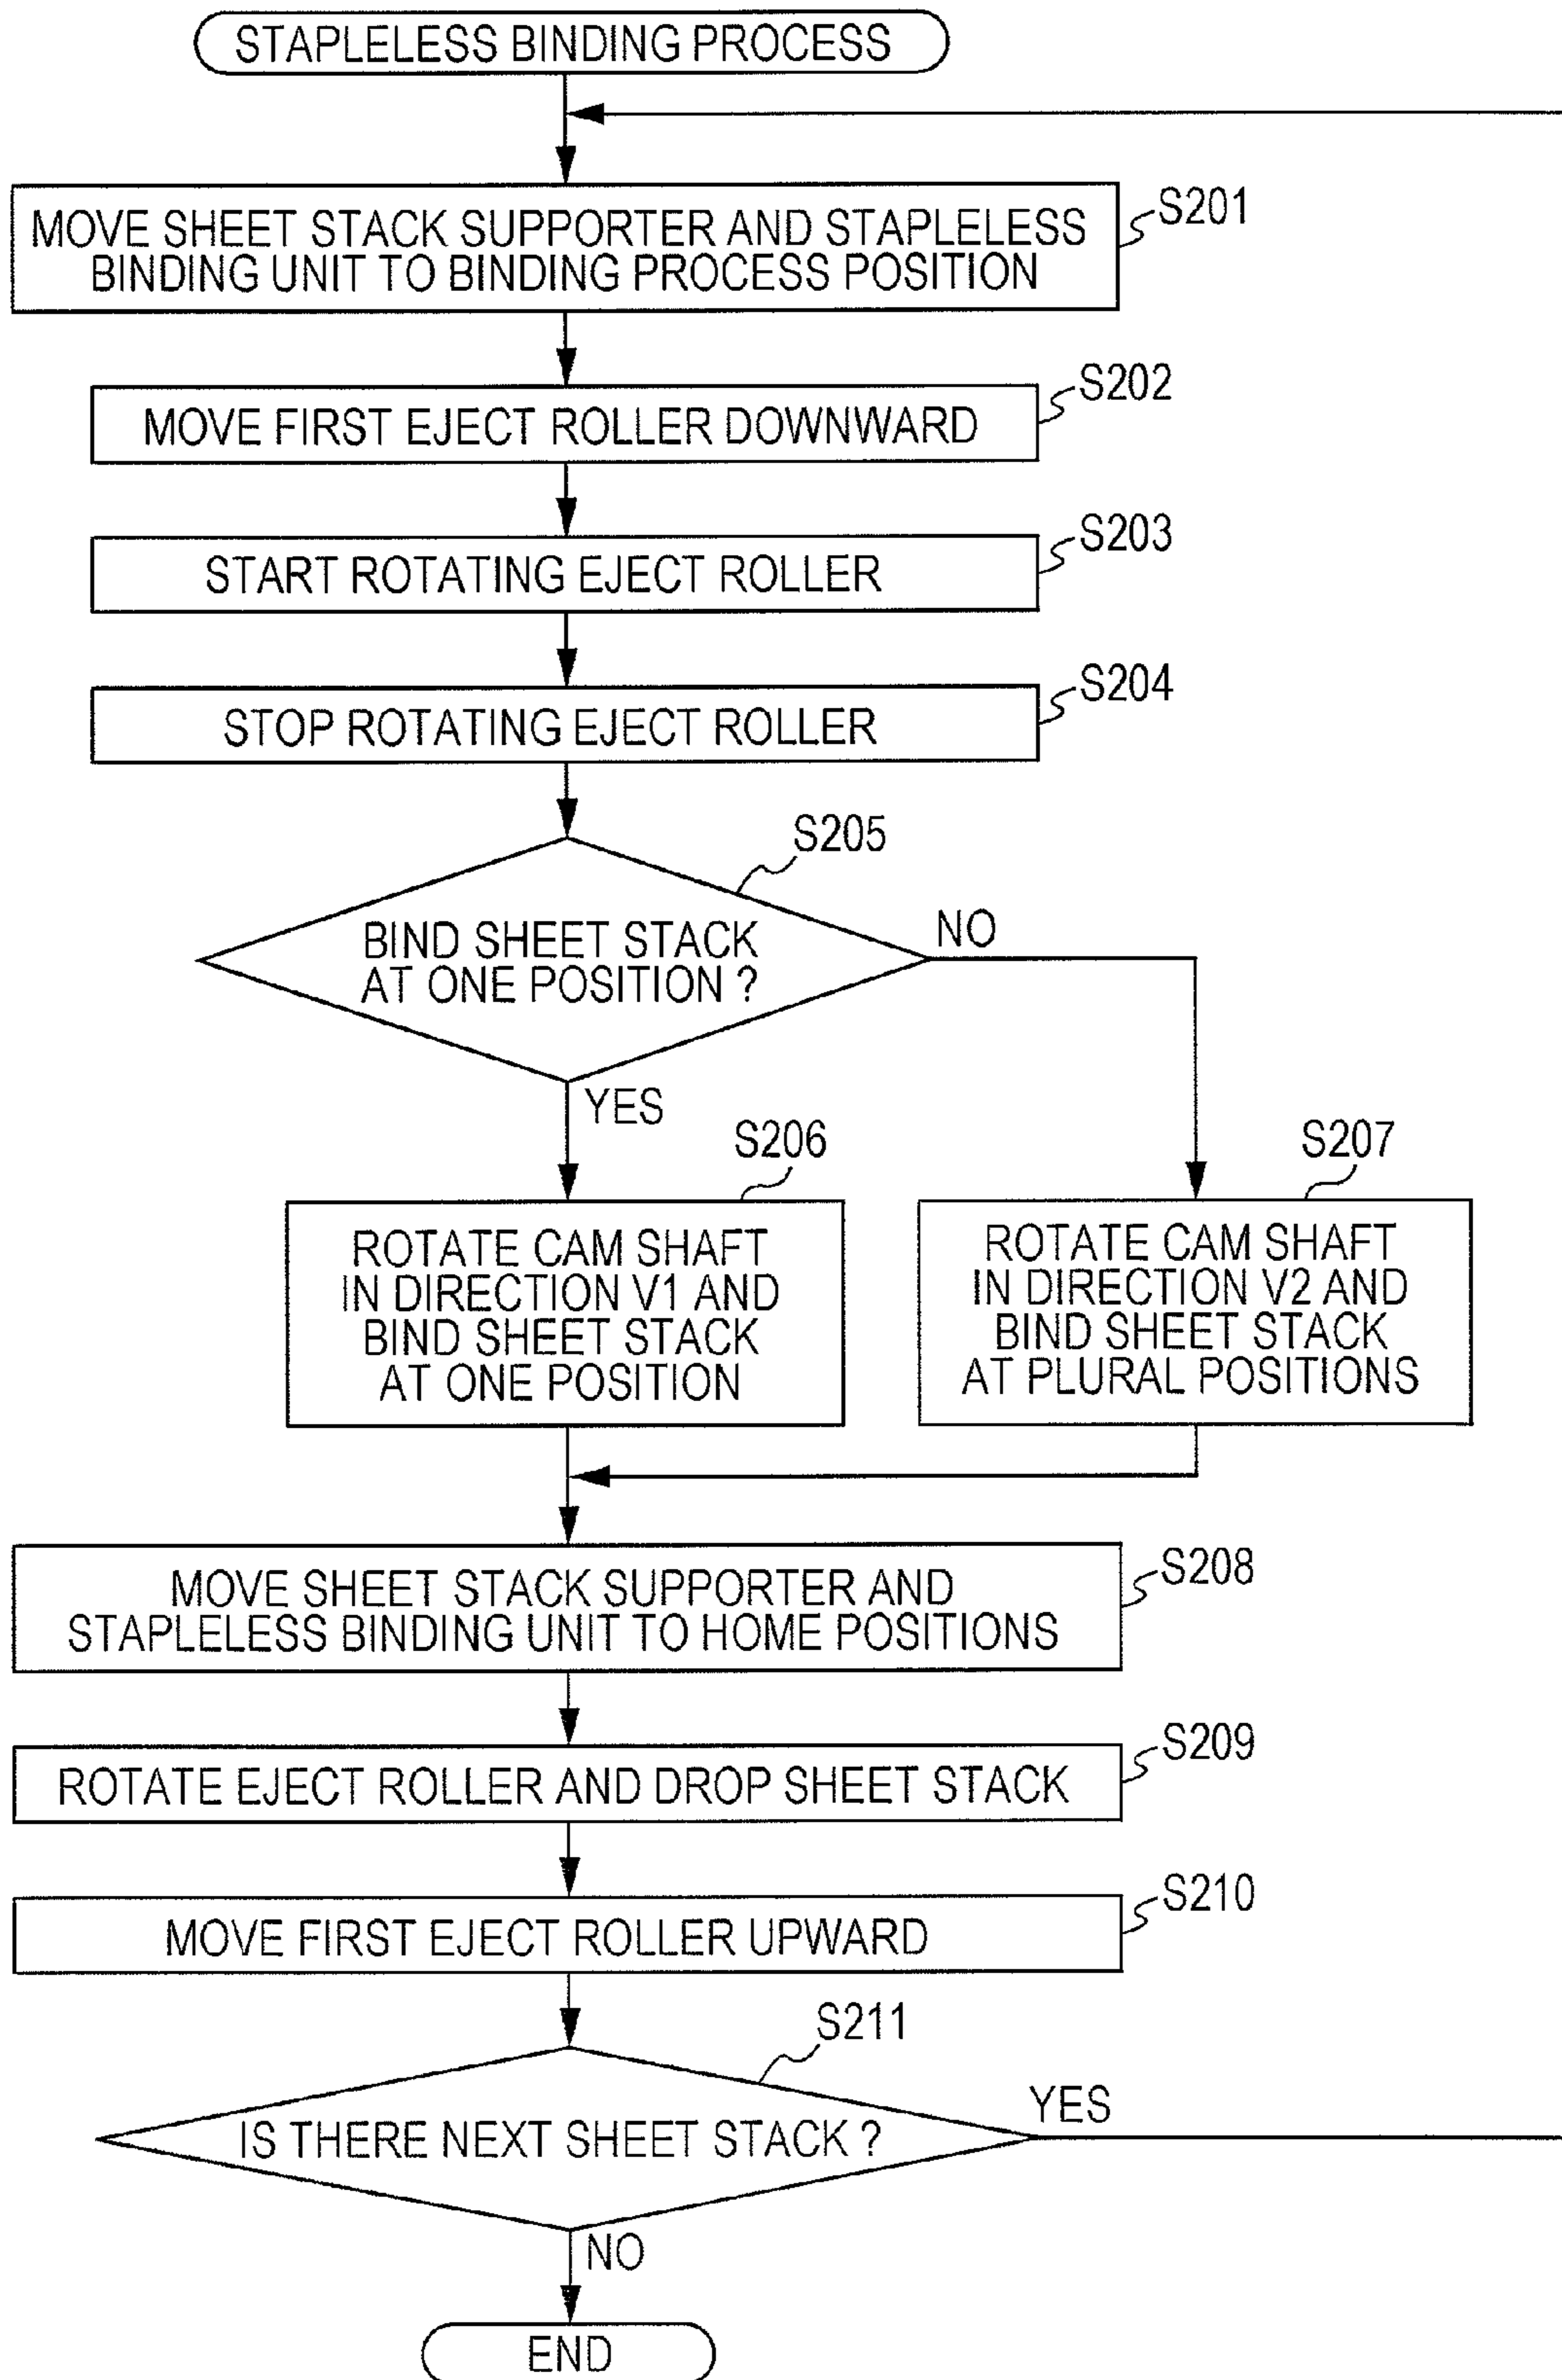 STAPLELESS BINDING PROCESS
MOVE SHEET STACK SUPPORTER AND STAPLELESS
BINDING UNIT TO BINDING PROCESS POSITION
S201
MOVE FIRST EJECT ROLLER DOWNWARD
S202
START ROTATING EJECT ROLLER
S203
STOP ROTATING EJECT ROLLER
S204
S205
BIND SHEET STACK
AT ONE POSITION ?
NO
YES
S206
ROTATE CAM SHAFT
IN DIRECTION V1 AND
BIND SHEET STACK
AT ONE POSITION
S207
ROTATE CAM SHAFT
IN DIRECTION V2 AND
BIND SHEET STACK
AT PLURAL POSITIONS
MOVE SHEET STACK SUPPORTER AND
STAPLELESS BINDING UNIT TO HOME POSITIONS
S208
ROTATE EJECT ROLLER AND DROP SHEET STACK
S209
MOVE FIRST EJECT ROLLER UPWARD
S210
S211
IS THERE NEXT SHEET STACK ?
YES
NO
END